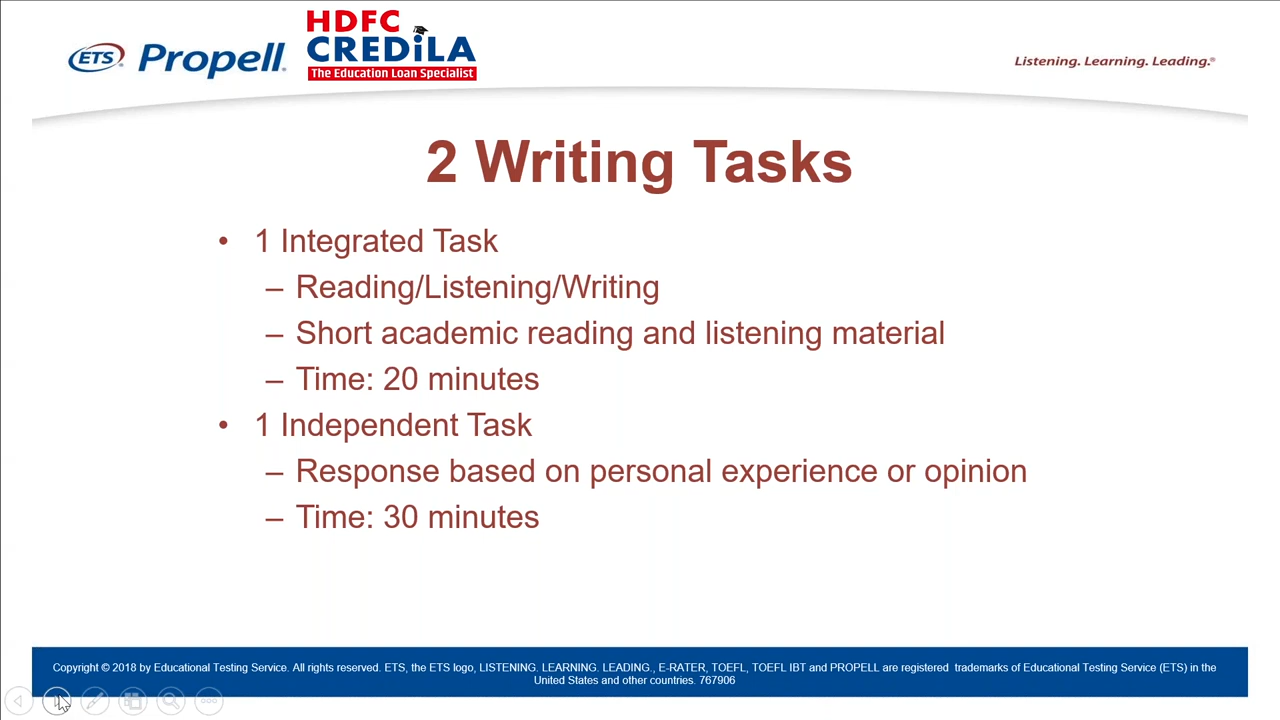 ETS Propell®
HDFC
CREDiLA
The Education Loan Specialist
Listening. Learning. Leading.®
2 Writing Tasks
• 1 Integrated Task
– Reading/Listening/Writing
– Short academic reading and listening material
– Time: 20 minutes
• 1 Independent Task
– Response based on personal experience or opinion
– Time: 30 minutes
Copyright © 2018 by Educational Testing Service. All rights reserved. ETS, the ETS logo, LISTENING. LEARNING. LEADING., E-RATER, TOEFL, TOEFL IBT and PROPELL are registered trademarks of Educational Testing Service (ETS) in the
United States and other countries. 767906